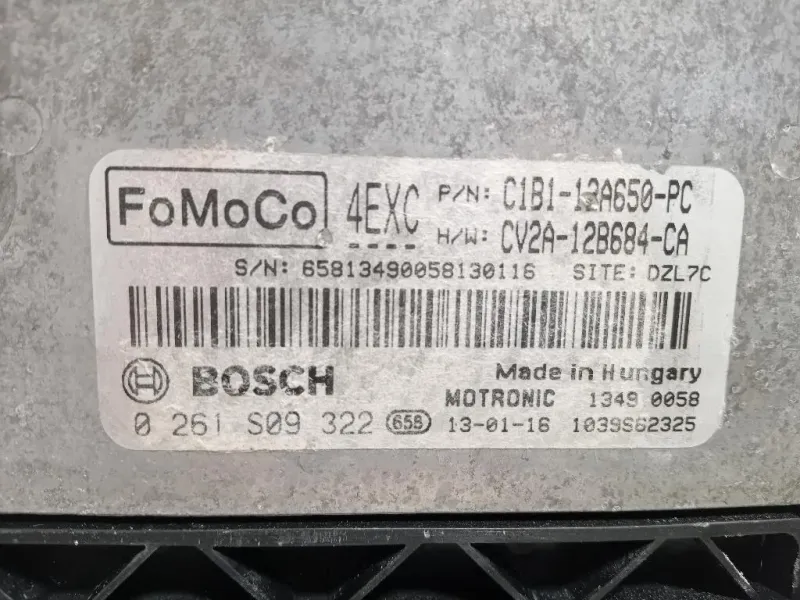 FoMoCo 4EXC P/N: C1B1-12A650-PC
H/W: CV2A-12B684-CA
S/N: 65813490058130116 SITE: DZL7C
BOSCH Made in Hungary
MOTRONIC 1349 0058
0 261 S09 322 658 13-01-16 1039S62325